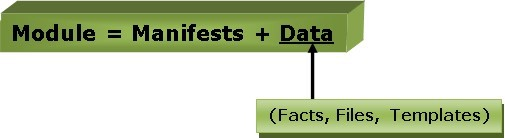 Module = Manifests + Data
(Facts, Files, Templates)